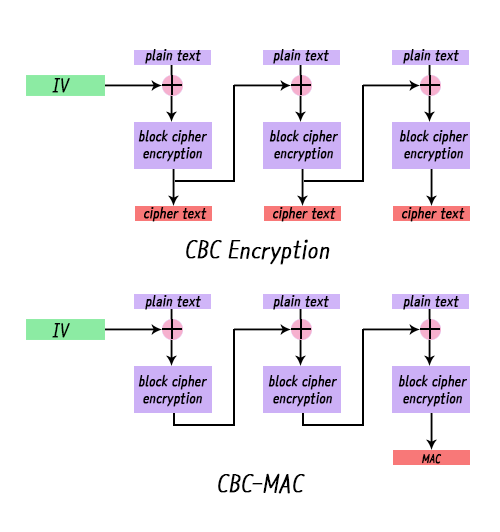 plain text plain text plain text
IV
block cipher block cipher block cipher
encryption encryption encryption
cipher text cipher text cipher text
CBC Encryption
plain text plain text plain text
IV
block cipher block cipher block cipher
encryption encryption encryption
MAC
CBC-MAC